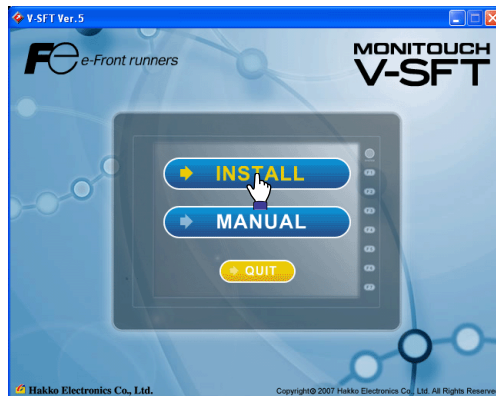 V-SFT Ver.5
e-Front runners
MONITOUCH
V-SFT
INSTALL
MANUAL
QUIT
Hakko Electronics Co., Ltd.
Copyright© 2007 Hakko Electronics Co., Ltd. All Rights Reserve